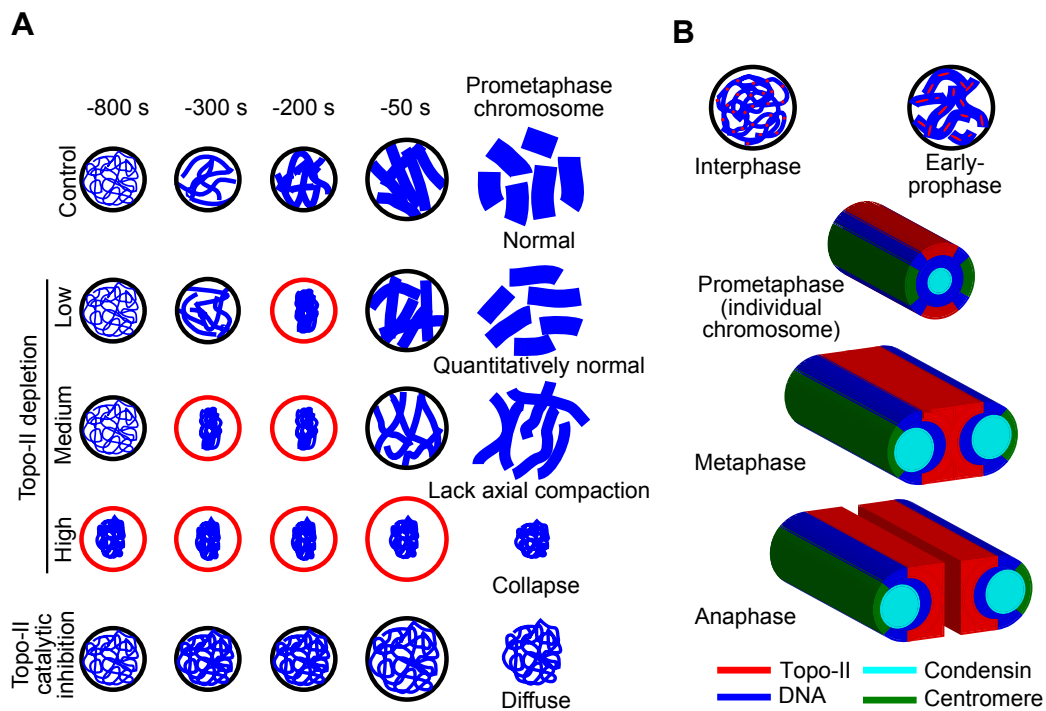 A
-800 s
-300 s
-200 s
-50 s
Prometaphase
chromosome
Control
Normal
Topo-II depletion
Low
Quantitatively normal
Medium
Lack axial compaction
High
Collapse
Topo-II
catalytic
inhibition
Diffuse
B
Interphase
Early-
prophase
Prometaphase
(individual
chromosome)
Metaphase
Anaphase
Topo-II
Condensin
DNA
Centromere